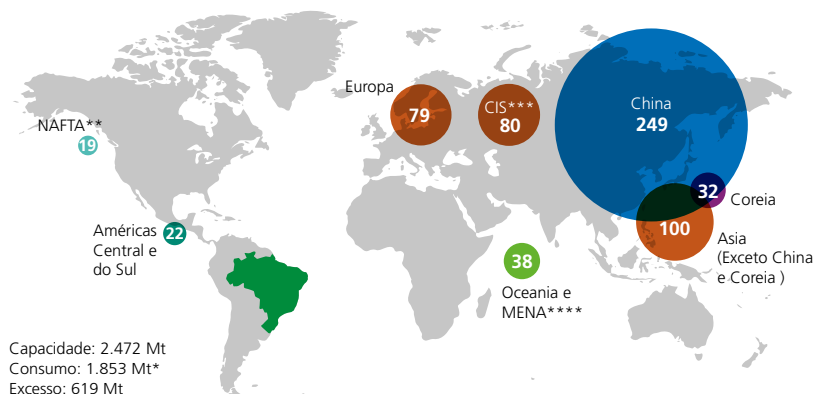 Europa
79
CIS***
80
China
249
NAFTA**
19
32
Coreia
Américas
Central e
do Sul
22
100
Asia
(Exceto China
e Coreia )
38
Oceania e
MENA****
Capacidade: 2.472 Mt
Consumo: 1.853 Mt*
Excesso: 619 Mt